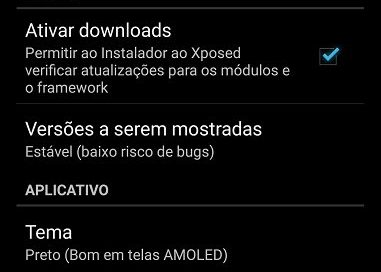 Ativar downloads
Permitir ao Instalador ao Xposed
verificar atualizações para os módulos e
o framework
Versões a serem mostradas
Estável (baixo risco de bugs)
APLICATIVO
Tema
Preto (Bom em telas AMOLED)